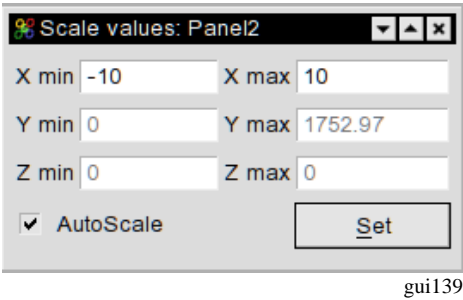 Scale values: Panel2
X min -10 X max 10
Y min 0 Y max 1752.97
Z min 0 Z max 0
AutoScale Set
gui139